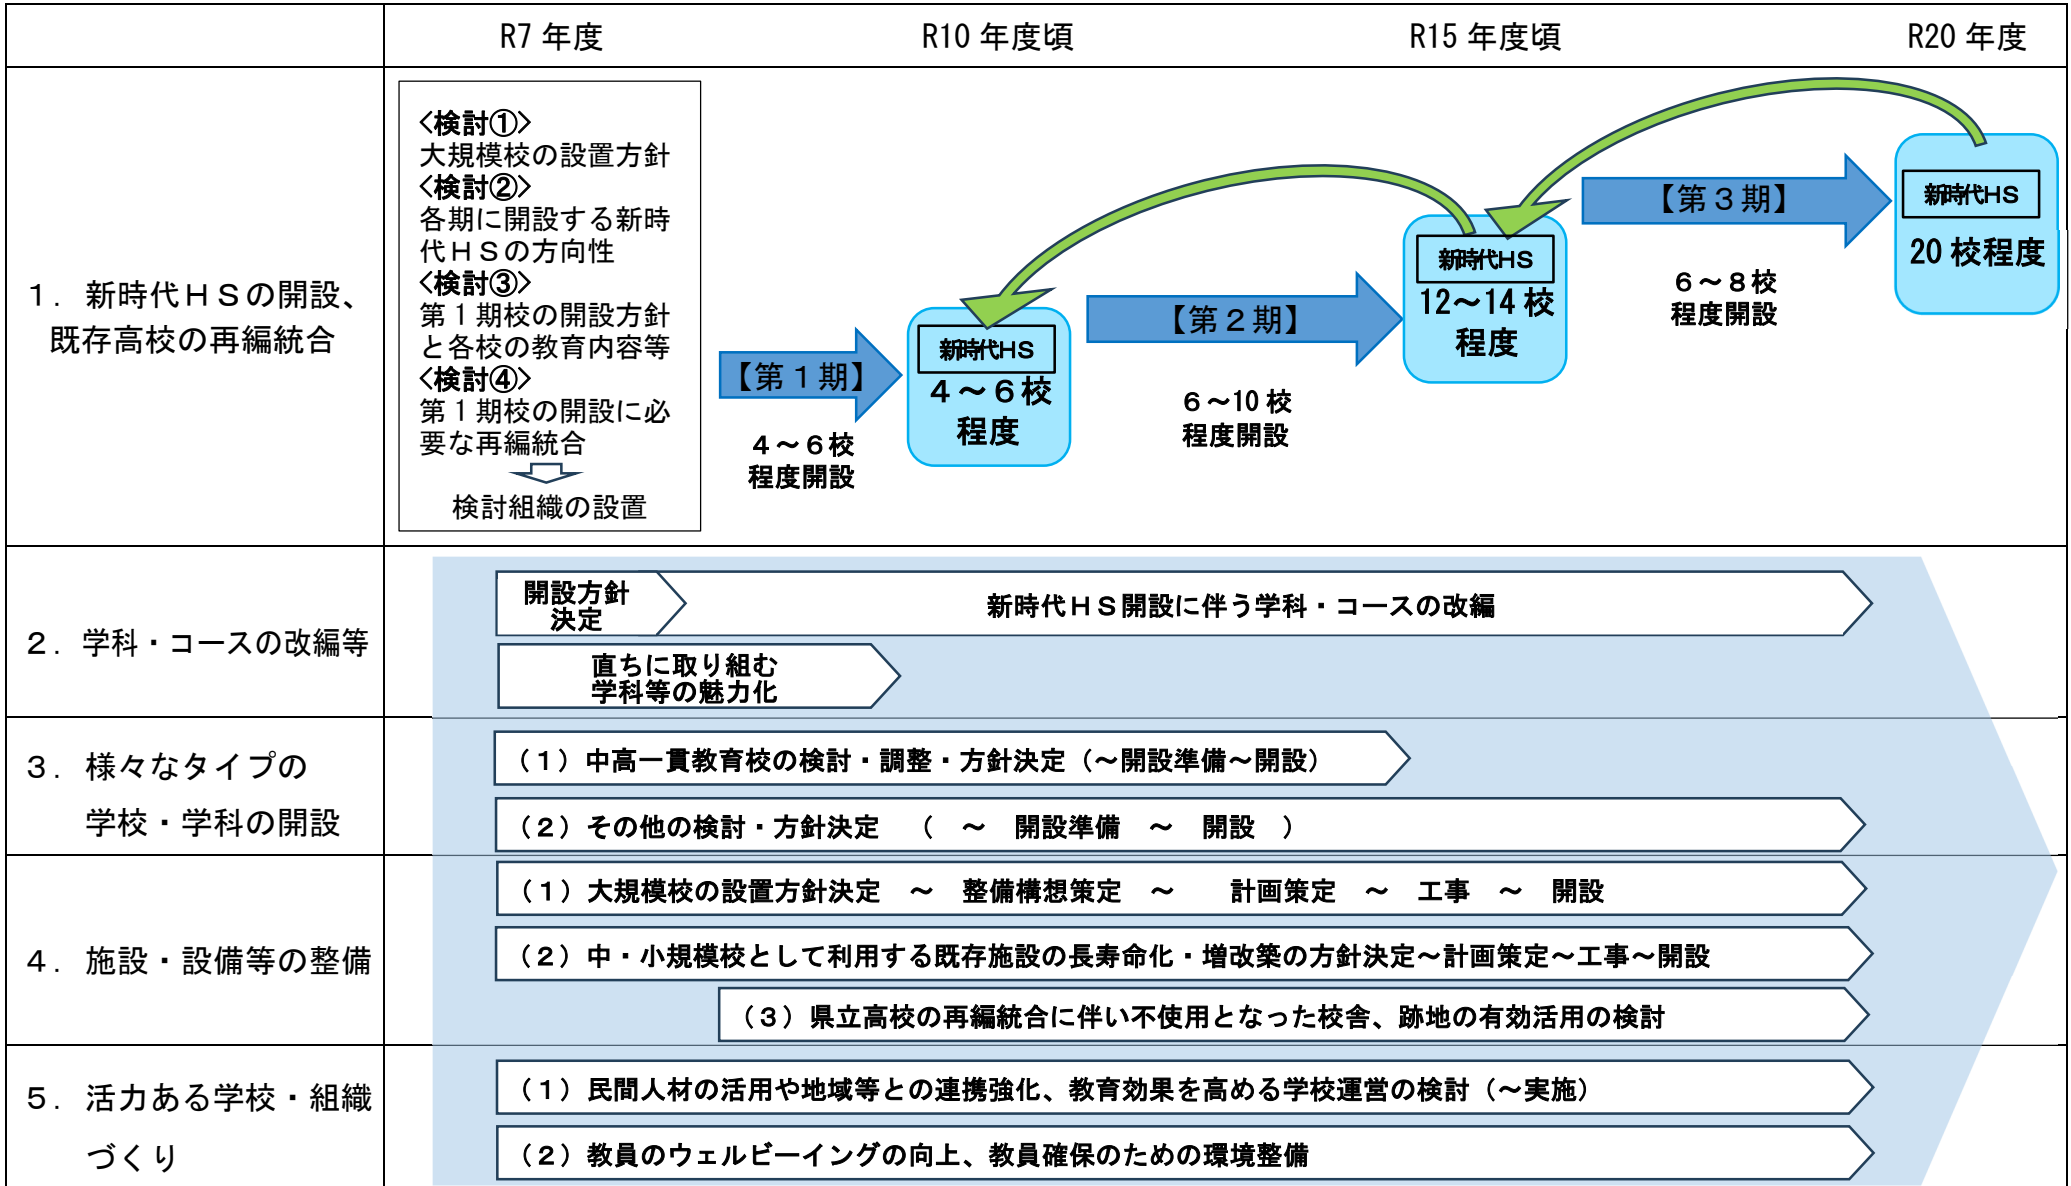 R7 年度
R10 年度頃
R15 年度頃
R20 年度
１．新時代ＨＳの開設、
既存高校の再編統合
<検討①>
大規模校の設置方針
<検討②>
各期に開設する新時
代ＨＳの方向性
<検討③>
第１期校の開設方針
と各校の教育内容等
<検討④>
第１期校の開設に必
要な再編統合
検討組織の設置
【第１期】
４～６校
程度開設
新時代HS
４～６校
程度
【第２期】
６～10 校
程度開設
新時代HS
12～14 校
程度
【第３期】
６～８校
程度開設
新時代HS
20 校程度
２．学科・コースの改編等
開設方針
決定
新時代ＨＳ開設に伴う学科・コースの改編
直ちに取り組む
学科等の魅力化
３．様々なタイプの
学校・学科の開設
（１）中高一貫教育校の検討・調整・方針決定（～開設準備～開設）
（２）その他の検討・方針決定　（　～　開設準備　～　開設　）
４．施設・設備等の整備
（１）大規模校の設置方針決定　～　整備構想策定　～　　計画策定　～　工事　～　開設
（２）中・小規模校として利用する既存施設の長寿命化・増改築の方針決定～計画策定～工事～開設
（３）県立高校の再編統合に伴い不使用となった校舎、跡地の有効活用の検討
５．活力ある学校・組織
づくり
（１）民間人材の活用や地域等との連携強化、教育効果を高める学校運営の検討（～実施）
（２）教員のウェルビーイングの向上、教員確保のための環境整備